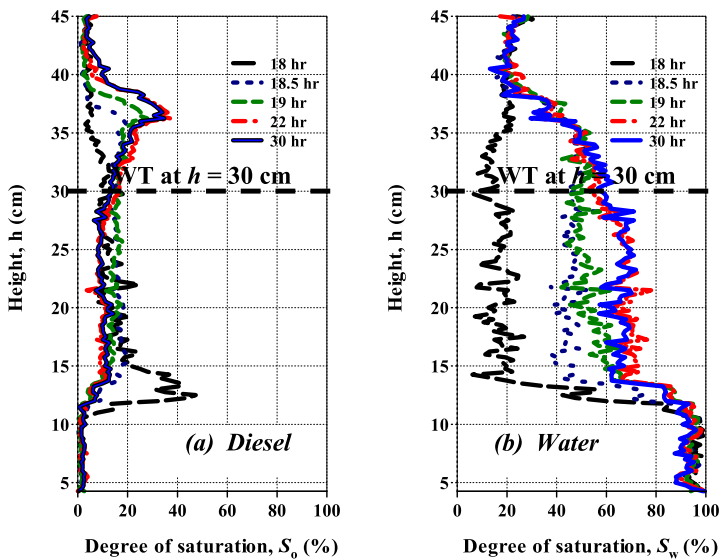 45
40
35
30
25
20
15
10
5
Height, h (cm)
18 hr
18.5 hr
19 hr
22 hr
30 hr
WT at h = 30 cm
(a) Diesel
0 20 40 60 80 100
Degree of saturation, So (%)
45
40
35
30
25
20
15
10
5
Height, h (cm)
18 hr
18.5 hr
19 hr
22 hr
30 hr
WT at h = 30 cm
(b) Water
0 20 40 60 80 100
Degree of saturation, Sw (%)